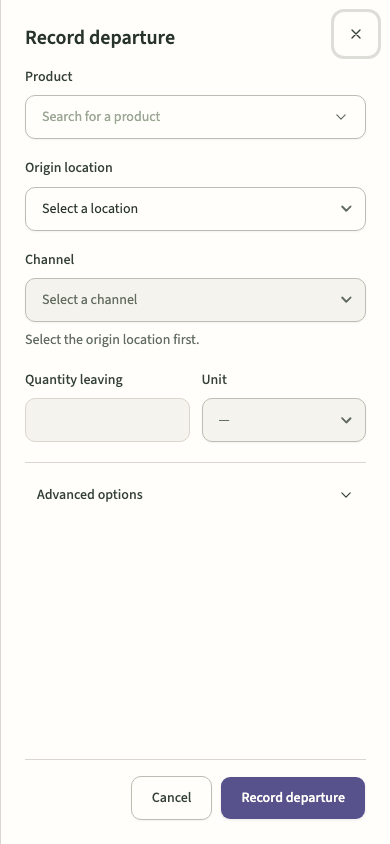 Record departure
Product
Search for a product
Origin location
Select a location
Channel
Select a channel
Select the origin location first.
Quantity leaving Unit
—
Advanced options
Cancel Record departure